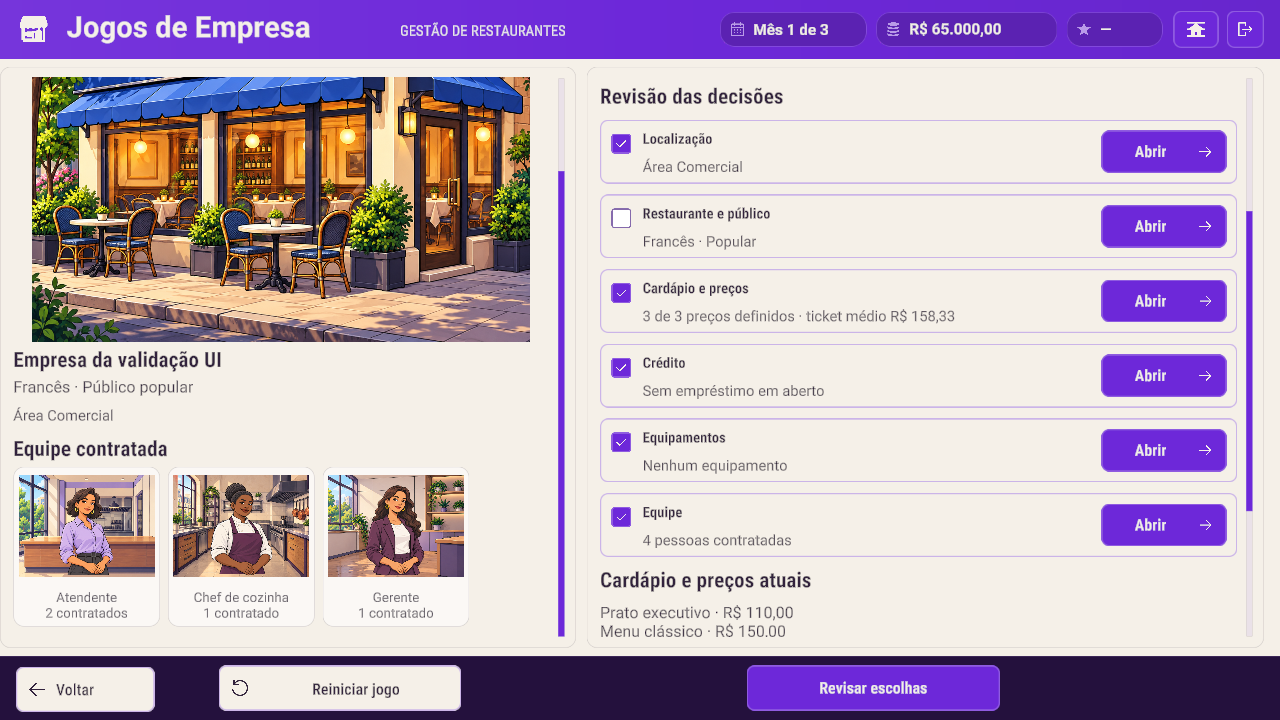 Jogos de Empresa
GESTÃO DE RESTAURANTES
Mês 1 de 3
R$ 65.000,00
–
Empresa da validação UI
Francês · Público popular
Área Comercial
Equipe contratada
Atendente
2 contratados
Chef de cozinha
1 contratado
Gerente
1 contratado
Revisão das decisões
Localização
Área Comercial
Abrir
Restaurante e público
Francês · Popular
Abrir
Cardápio e preços
3 de 3 preços definidos · ticket médio R$ 158,33
Abrir
Crédito
Sem empréstimo em aberto
Abrir
Equipamentos
Nenhum equipamento
Abrir
Equipe
4 pessoas contratadas
Abrir
Cardápio e preços atuais
Prato executivo · R$ 110,00
Menu clássico · R$ 150,00
Voltar
Reiniciar jogo
Revisar escolhas